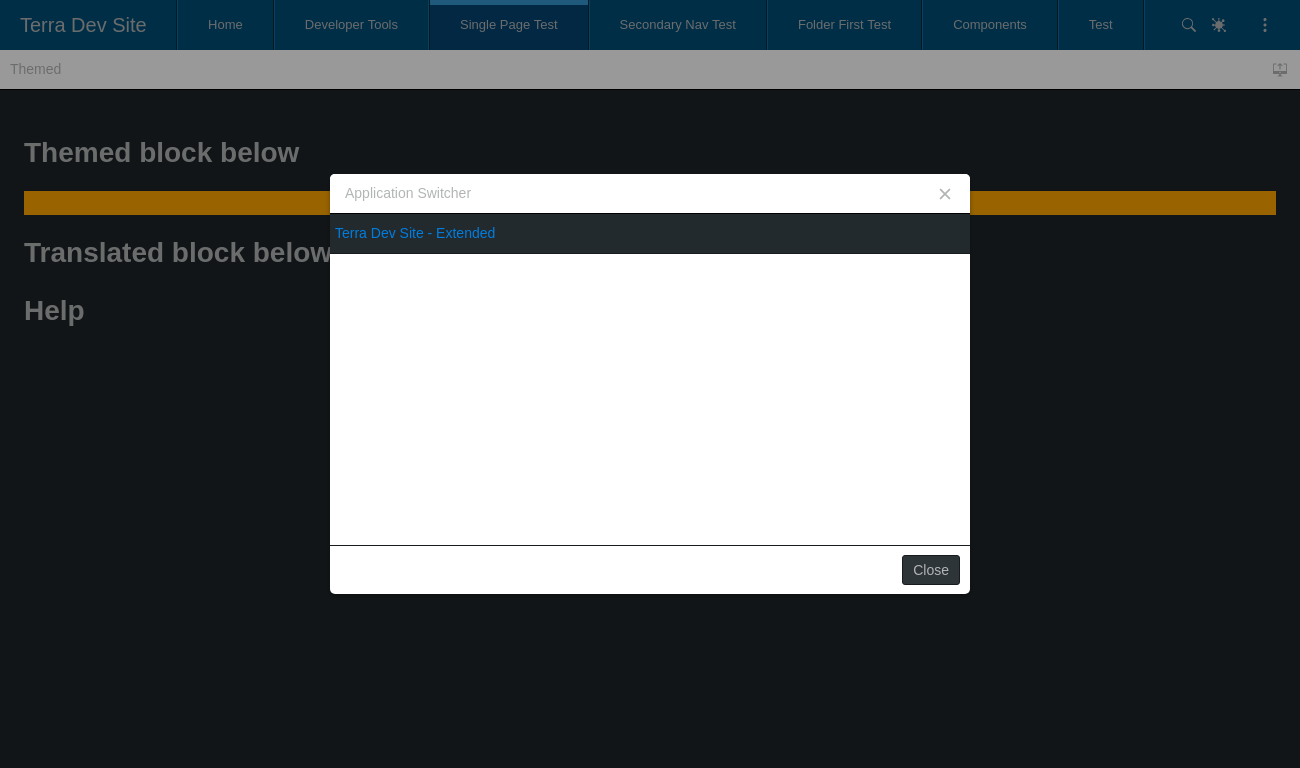 Terra Dev Site
Home
Developer Tools
Single Page Test
Secondary Nav Test
Folder First Test
Components
Test
Themed
Themed block below
Translated block below
Help
Application Switcher
Terra Dev Site - Extended
Close